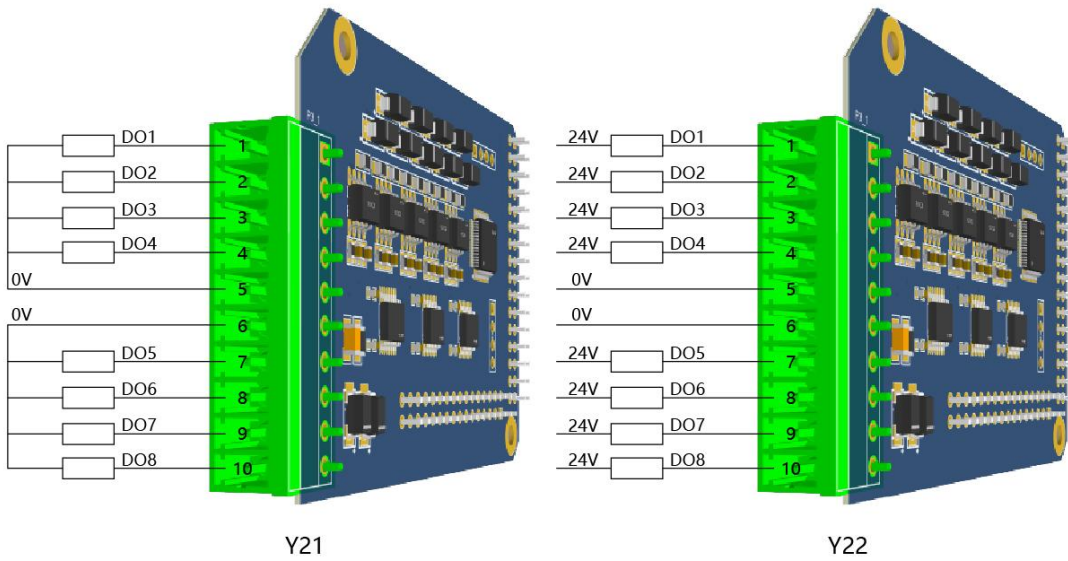 DO1
1
DO2
2
DO3
3
DO4
4
0V
5
0V
6
DO5
7
DO6
8
DO7
9
DO8
10
Y21
24V DO1
1
24V DO2
2
24V DO3
3
24V DO4
4
0V
5
0V
6
24V DO5
7
24V DO6
8
24V DO7
9
24V DO8
10
Y22